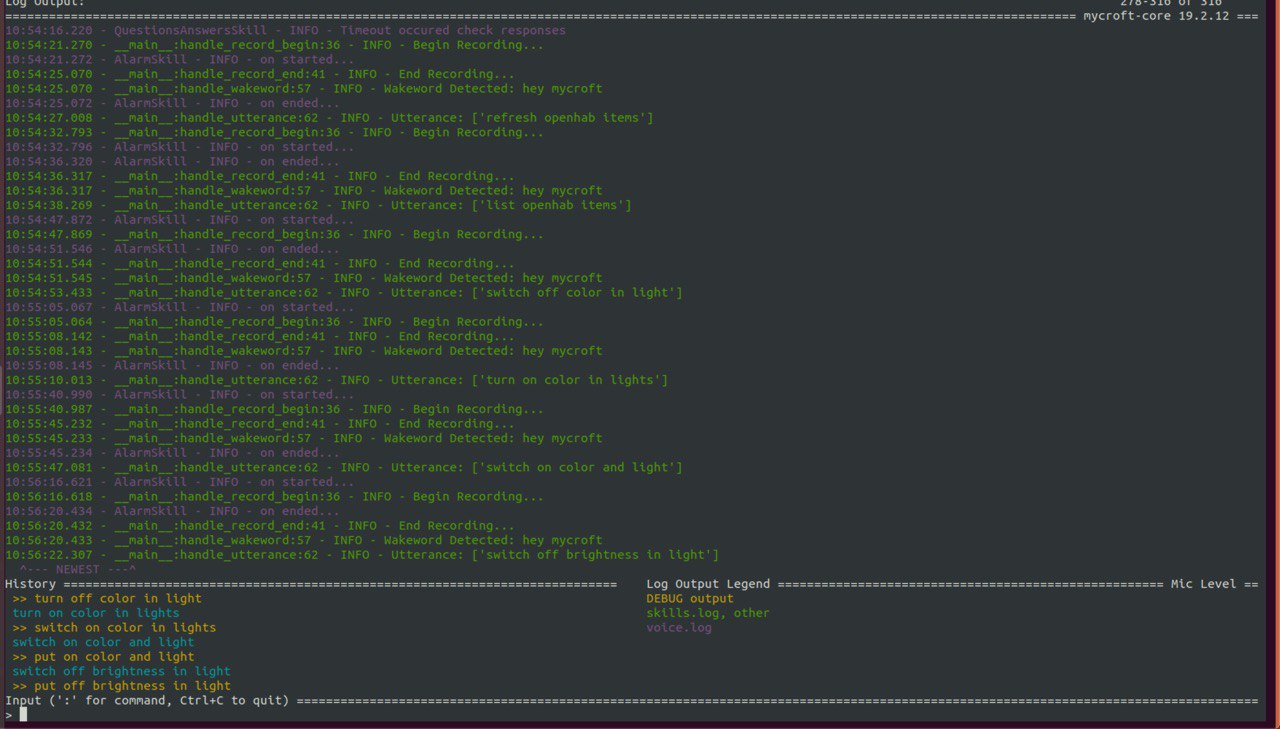 Log Output: 278-316 of 316
=== mycroft-core 19.2.12 ===
10:54:16.220 - QuestionsAnswersSkill - INFO - Timeout occured check responses
10:54:21.270 - __main__:handle_record_begin:36 - INFO - Begin Recording...
10:54:21.272 - AlarmSkill - INFO - on started...
10:54:25.070 - __main__:handle_record_end:41 - INFO - End Recording...
10:54:25.070 - __main__:handle_wakeword:57 - INFO - Wakeword Detected: hey mycroft
10:54:25.072 - AlarmSkill - INFO - on ended...
10:54:27.008 - __main__:handle_utterance:62 - INFO - Utterance: ['refresh openhab items']
10:54:32.793 - __main__:handle_record_begin:36 - INFO - Begin Recording...
10:54:32.796 - AlarmSkill - INFO - on started...
10:54:36.320 - AlarmSkill - INFO - on ended...
10:54:36.317 - __main__:handle_record_end:41 - INFO - End Recording...
10:54:36.317 - __main__:handle_wakeword:57 - INFO - Wakeword Detected: hey mycroft
10:54:38.269 - __main__:handle_utterance:62 - INFO - Utterance: ['list openhab items']
10:54:47.872 - AlarmSkill - INFO - on started...
10:54:47.869 - __main__:handle_record_begin:36 - INFO - Begin Recording...
10:54:51.546 - AlarmSkill - INFO - on ended...
10:54:51.544 - __main__:handle_record_end:41 - INFO - End Recording...
10:54:51.545 - __main__:handle_wakeword:57 - INFO - Wakeword Detected: hey mycroft
10:54:53.433 - __main__:handle_utterance:62 - INFO - Utterance: ['switch off color in light']
10:55:05.067 - AlarmSkill - INFO - on started...
10:55:05.064 - __main__:handle_record_begin:36 - INFO - Begin Recording...
10:55:08.142 - __main__:handle_record_end:41 - INFO - End Recording...
10:55:08.143 - __main__:handle_wakeword:57 - INFO - Wakeword Detected: hey mycroft
10:55:08.145 - AlarmSkill - INFO - on ended...
10:55:10.013 - __main__:handle_utterance:62 - INFO - Utterance: ['turn on color in lights']
10:55:40.990 - AlarmSkill - INFO - on started...
10:55:40.987 - __main__:handle_record_begin:36 - INFO - Begin Recording...
10:55:45.232 - __main__:handle_record_end:41 - INFO - End Recording...
10:55:45.233 - __main__:handle_wakeword:57 - INFO - Wakeword Detected: hey mycroft
10:55:45.234 - AlarmSkill - INFO - on ended...
10:55:47.081 - __main__:handle_utterance:62 - INFO - Utterance: ['switch on color and light']
10:56:16.621 - AlarmSkill - INFO - on started...
10:56:16.618 - __main__:handle_record_begin:36 - INFO - Begin Recording...
10:56:20.434 - AlarmSkill - INFO - on ended...
10:56:20.432 - __main__:handle_record_end:41 - INFO - End Recording...
10:56:20.433 - __main__:handle_wakeword:57 - INFO - Wakeword Detected: hey mycroft
10:56:22.307 - __main__:handle_utterance:62 - INFO - Utterance: ['switch off brightness in light']
^--- NEWEST ---^
History === Log Output Legend === Mic Level ==
>> turn off color in light DEBUG output
turn on color in lights skills.log, other
>> switch on color in lights voice.log
switch on color and light
>> put on color and light
switch off brightness in light
>> put off brightness in light
Input (':' for command, Ctrl+C to quit) ===
>